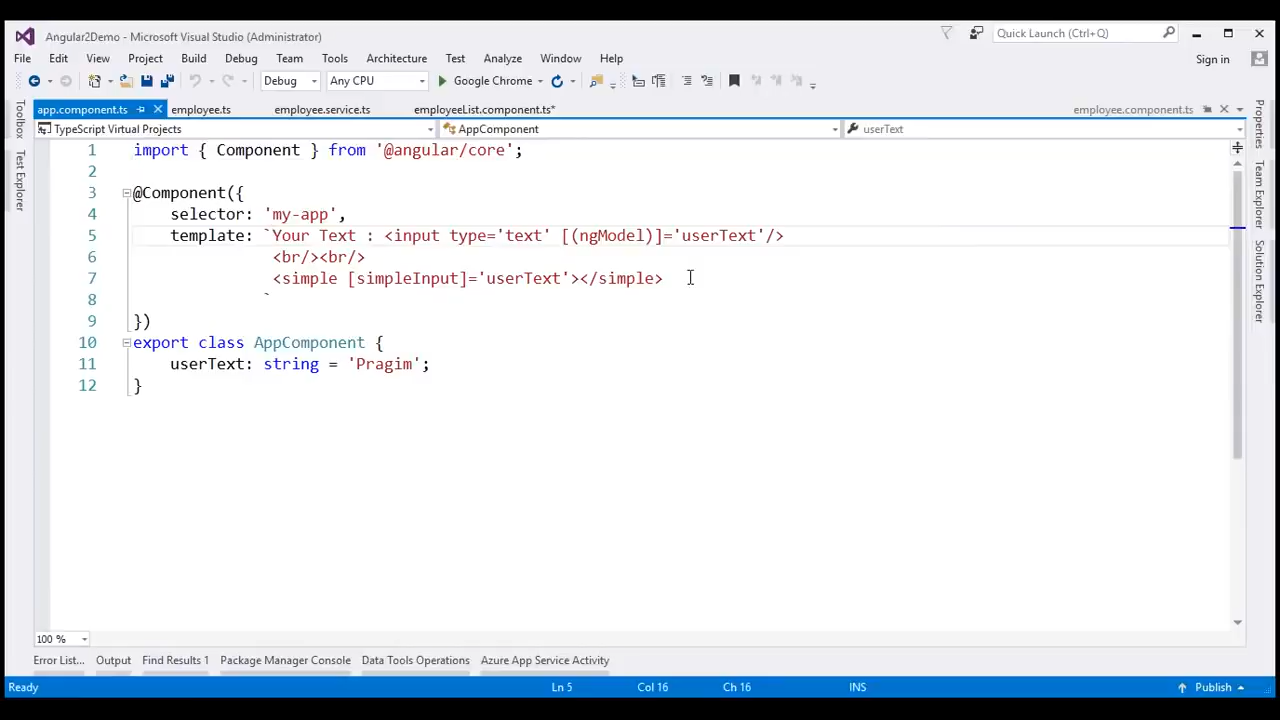 Angular2Demo - Microsoft Visual Studio (Administrator)
Quick Launch (Ctrl+Q)
File Edit View Project Build Debug Team Tools Architecture Test Analyze Window Help
Sign in
Debug Any CPU Google Chrome
app.component.ts employee.ts employee.service.ts employeeList.component.ts* employee.component.ts
TypeScript Virtual Projects AppComponent userText
Toolbox
Test Explorer
1 import { Component } from '@angular/core';
2
3 @Component({
4 selector: 'my-app',
5 template: `Your Text : <input type='text' [(ngModel)]='userText'/>
6 <br/><br/>
7 <simple [simpleInput]='userText'></simple>
8 `
9 })
10 export class AppComponent {
11 userText: string = 'Pragim';
12 }
Properties
Team Explorer
Solution Explorer
100 %
Error List... Output Find Results 1 Package Manager Console Data Tools Operations Azure App Service Activity
Ready Ln 5 Col 16 Ch 16 INS Publish